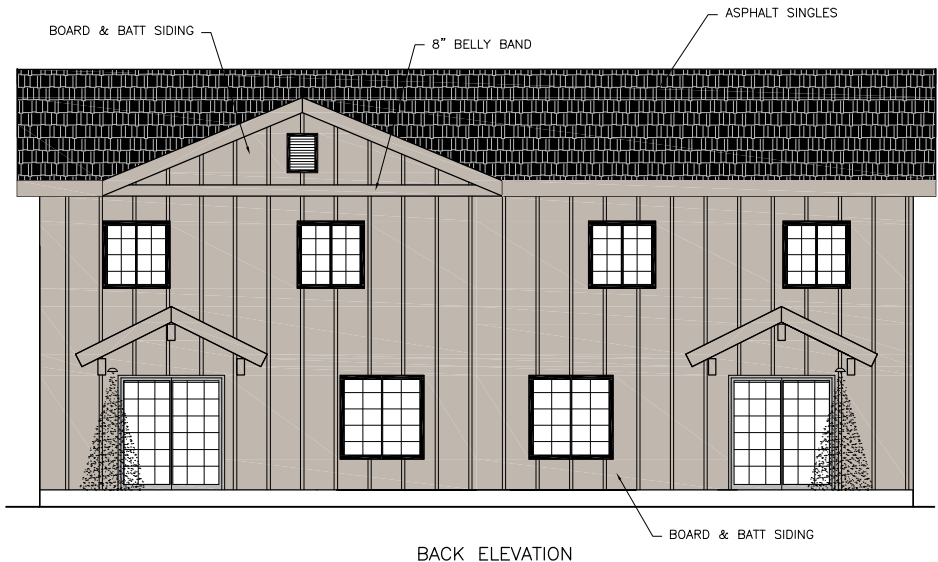 ASPHALT SINGLES
BOARD & BATT SIDING
8" BELLY BAND
BOARD & BATT SIDING
BACK ELEVATION